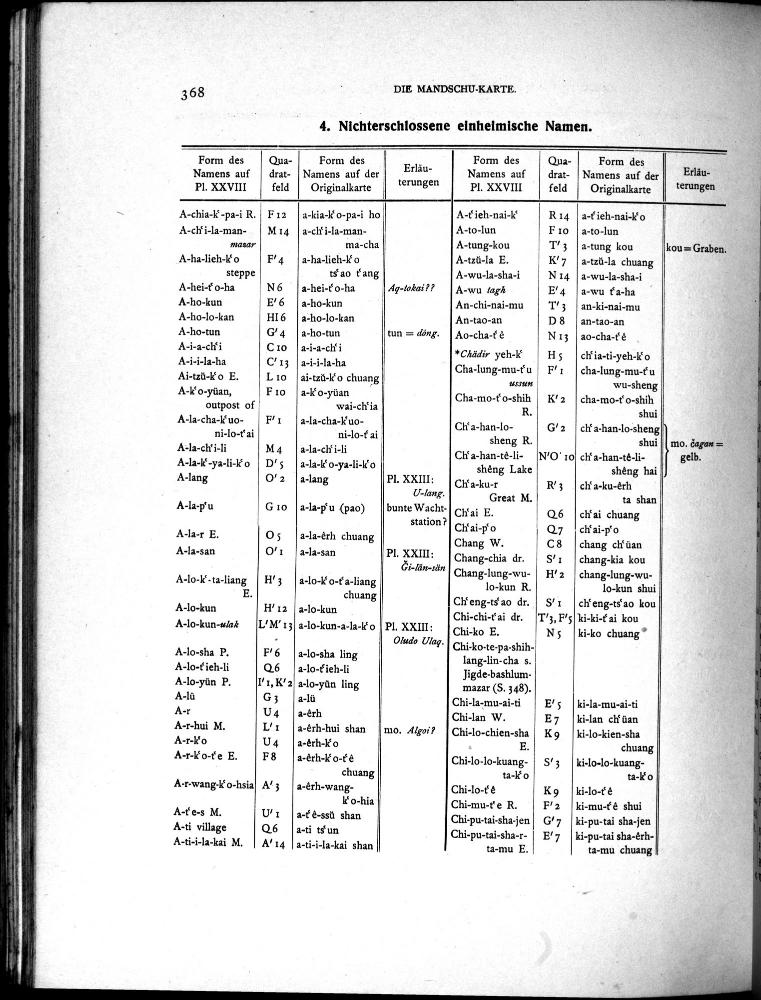 368
DIE MANDSCHU-KARTE.
4. Nichterschlossene einheimische Namen.
Form des Namens auf Pl. XXVIII | Qua-drat-feld | Form des Namens auf der Originalkarte | Erläu-terungen
A-chia-k‘-pa-i R. F 12 a-kia-k‘o-pa-i ho
A-ch‘i-la-man- M 14 a-ch‘i-la-man-
mazar ma-cha
A-ha-lieh-k‘o F′ 4 a-ha-lieh-k‘o
steppe ts‘ao t‘ang
A-hei-t‘o-ha N 6 a-hei-t‘o-ha Aq-tokai??
A-ho-kun E′ 6 a-ho-kun
A-ho-lo-kan HI 6 a-ho-lo-kan
A-ho-tun G′ 4 a-ho-tun tun = döng.
A-i-a-ch‘i C 10 a-i-a-ch‘i
A-i-i-la-ha C′ 13 a-i-i-la-ha
Ai-tzŭ-k‘o E. L 10 ai-tzŭ-k‘o chuang
A-k‘o-yüan, F 10 a-k‘o-yüan
outpost of wai-ch‘ia
A-la-cha-k‘uo- F′ 1 a-la-cha-k‘uo-
ni-lo-t‘ai ni-lo-t‘ai
A-la-ch‘i-li M 4 a-la-ch‘i-li
A-la-k‘-ya-li-k‘o D′ 5 a-la-k‘o-ya-li-k‘o
A-lang O′ 2 a-lang Pl. XXIII:
U-lang.
A-la-p‘u G 10 a-la-p‘u (pao) bunte Wacht-
station?
A-la-r E. O 5 a-la-êrh chuang
A-la-san O′ 1 a-la-san Pl. XXIII:
Ği-län-sän
A-lo-k‘-ta-liang H′ 3 a-lo-k‘o-t‘a-liang
E. chuang
A-lo-kun H′ 12 a-lo-kun
A-lo-kun-ulak L′M′ 13 a-lo-kun-a-la-k‘o Pl. XXIII:
Oludo Ulaq.
A-lo-sha P. F′ 6 a-lo-sha ling
A-lo-t‘ieh-li Q 6 a-lo-t‘ieh-li
A-lo-yün P. I′ 1, K′ 2 a-lo-yün ling
A-lü G 3 a-lü
A-r U 4 a-êrh
A-r-hui M. L′ 1 a-êrh-hui shan mo. Algoi?
A-r-k‘o U 4 a-êrh-k‘o
A-r-k‘o-t‘e E. F 8 a-êrh-k‘o-t‘ê
chuang
A-r-wang-k‘o-hsia A′ 3 a-êrh-wang-
k‘o-hia
A-t‘e-s M. U′ 1 a-t‘ê-ssŭ shan
A-ti village Q 6 a-ti ts‘un
A-ti-i-la-kai M. A′ 14 a-ti-i-la-kai shan
Form des Namens auf Pl. XXVIII | Qua-drat-feld | Form des Namens auf der Originalkarte | Erläu-terungen
A-t‘ieh-nai-k‘ R 14 a-t‘ieh-nai-k‘o
A-to-lun F 10 a-to-lun
A-tung-kou T′ 3 a-tung kou kou = Graben.
A-tzŭ-la E. K′ 7 a-tzŭ-la chuang
A-wu-la-sha-i N 14 a-wu-la-sha-i
A-wu tagh E′ 4 a-wu t‘a-ha
An-chi-nai-mu T′ 3 an-ki-nai-mu
An-tao-an D 8 an-tao-an
Ao-cha-t‘ê N 13 ao-cha-t‘ê
*Chādir yeh-k‘ H 5 ch‘ia-ti-yeh-k‘o
Cha-lung-mu-t‘u F′ 1 cha-lung-mu-t‘u
ussun wu-sheng
Cha-mo-t‘o-shih K′ 2 cha-mo-t‘o-shih
R. shui
Ch‘a-han-lo- G′ 2 ch‘a-han-lo-sheng
sheng R. shui mo. čagan =
Ch‘a-han-tê-li- N′O′ 10 ch‘a-han-tê-li- gelb.
shêng Lake shêng hai
Ch‘a-ku-r R′ 3 ch‘a-ku-êrh
Great M. ta shan
Ch‘ai E. Q 6 ch‘ai chuang
Ch‘ai-p‘o Q 7 ch‘ai-p‘o
Chang W. C 8 chang ch‘üan
Chang-chia dr. S′ 1 chang-kia kou
Chang-lung-wu- H′ 2 chang-lung-wu-
lo-kun R. lo-kun shui
Ch‘eng-ts‘ao dr. S′ 1 ch‘eng-ts‘ao kou
Chi-chi-t‘ai dr. T′ 3, F′ 5 ki-ki-t‘ai kou
Chi-ko E. N 5 ki-ko chuang
Chi-ko-te-pa-shih-
lang-lin-cha s.
Jigde-bashlum-
mazar (S. 348).
Chi-la-mu-ai-ti E′ 5 ki-la-mu-ai-ti
Chi-lan W. E 7 ki-lan ch‘üan
Chi-lo-chien-sha K 9 ki-lo-kien-sha
E. chuang
Chi-lo-lo-kuang- S′ 3 ki-lo-lo-kuang-
ta-k‘o ta-k‘o
Chi-lo-t‘ê K 9 ki-lo-t‘ê
Chi-mu-t‘e R. F′ 2 ki-mu-t‘ê shui
Chi-pu-tai-sha-jen G′ 7 ki-pu-tai sha-jen
Chi-pu-tai-sha-r- E′ 7 ki-pu-tai sha-êrh-
ta-mu E. ta-mu chuang